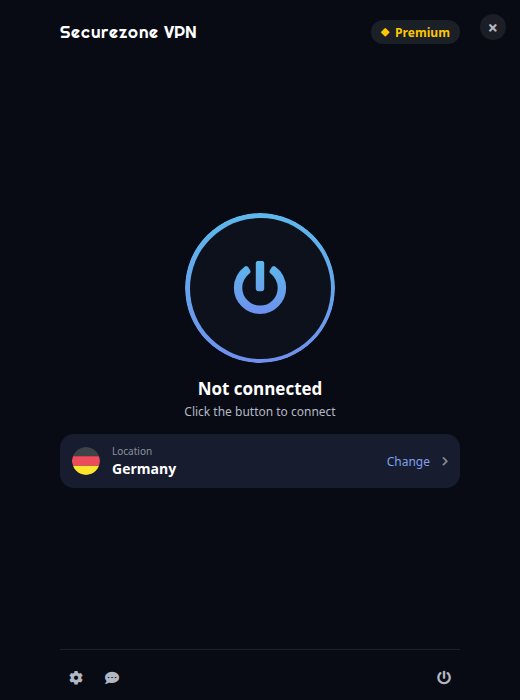 Securezone VPN
Premium
Not connected
Click the button to connect
Location
Germany
Change